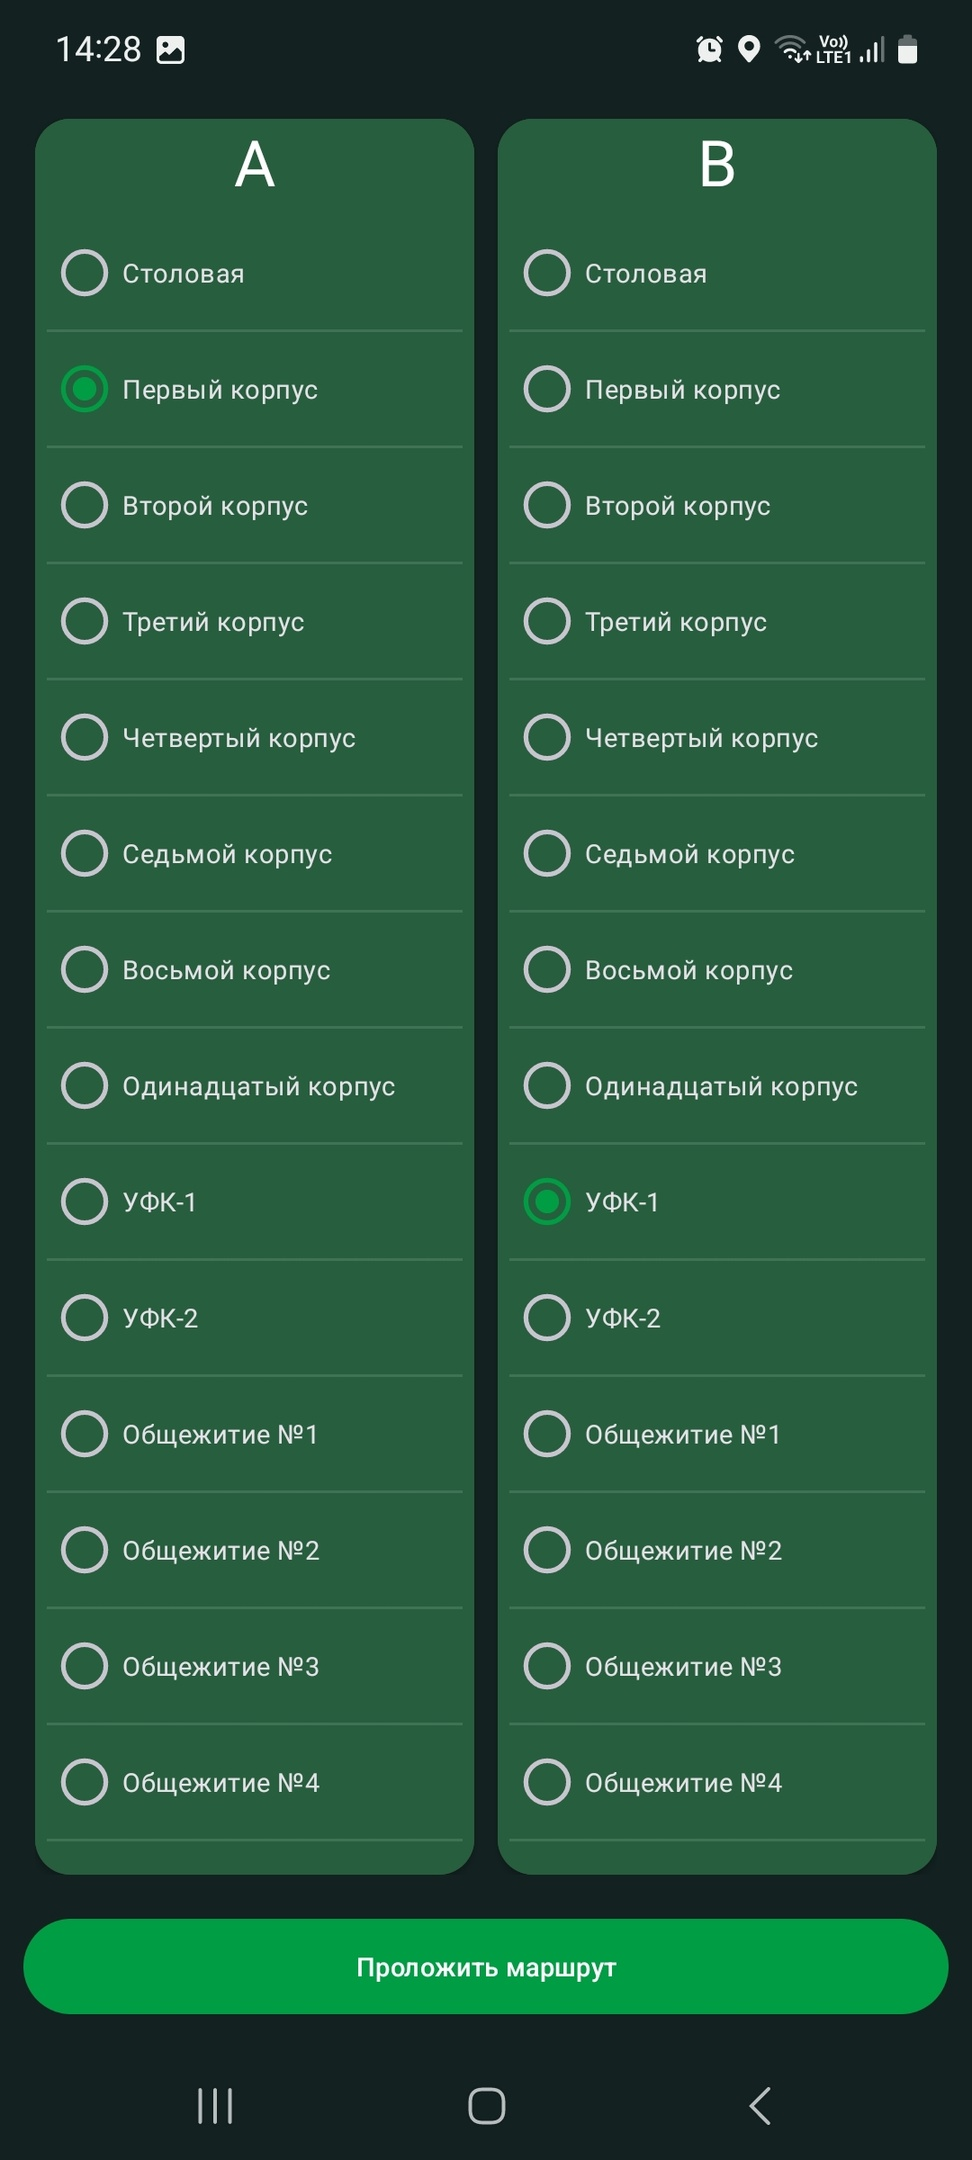 14:28
Vo))
LTE1
A
Столовая
Первый корпус
Второй корпус
Третий корпус
Четвертый корпус
Седьмой корпус
Восьмой корпус
Одинадцатый корпус
УФК-1
УФК-2
Общежитие №1
Общежитие №2
Общежитие №3
Общежитие №4
B
Столовая
Первый корпус
Второй корпус
Третий корпус
Четвертый корпус
Седьмой корпус
Восьмой корпус
Одинадцатый корпус
УФК-1
УФК-2
Общежитие №1
Общежитие №2
Общежитие №3
Общежитие №4
Проложить маршрут